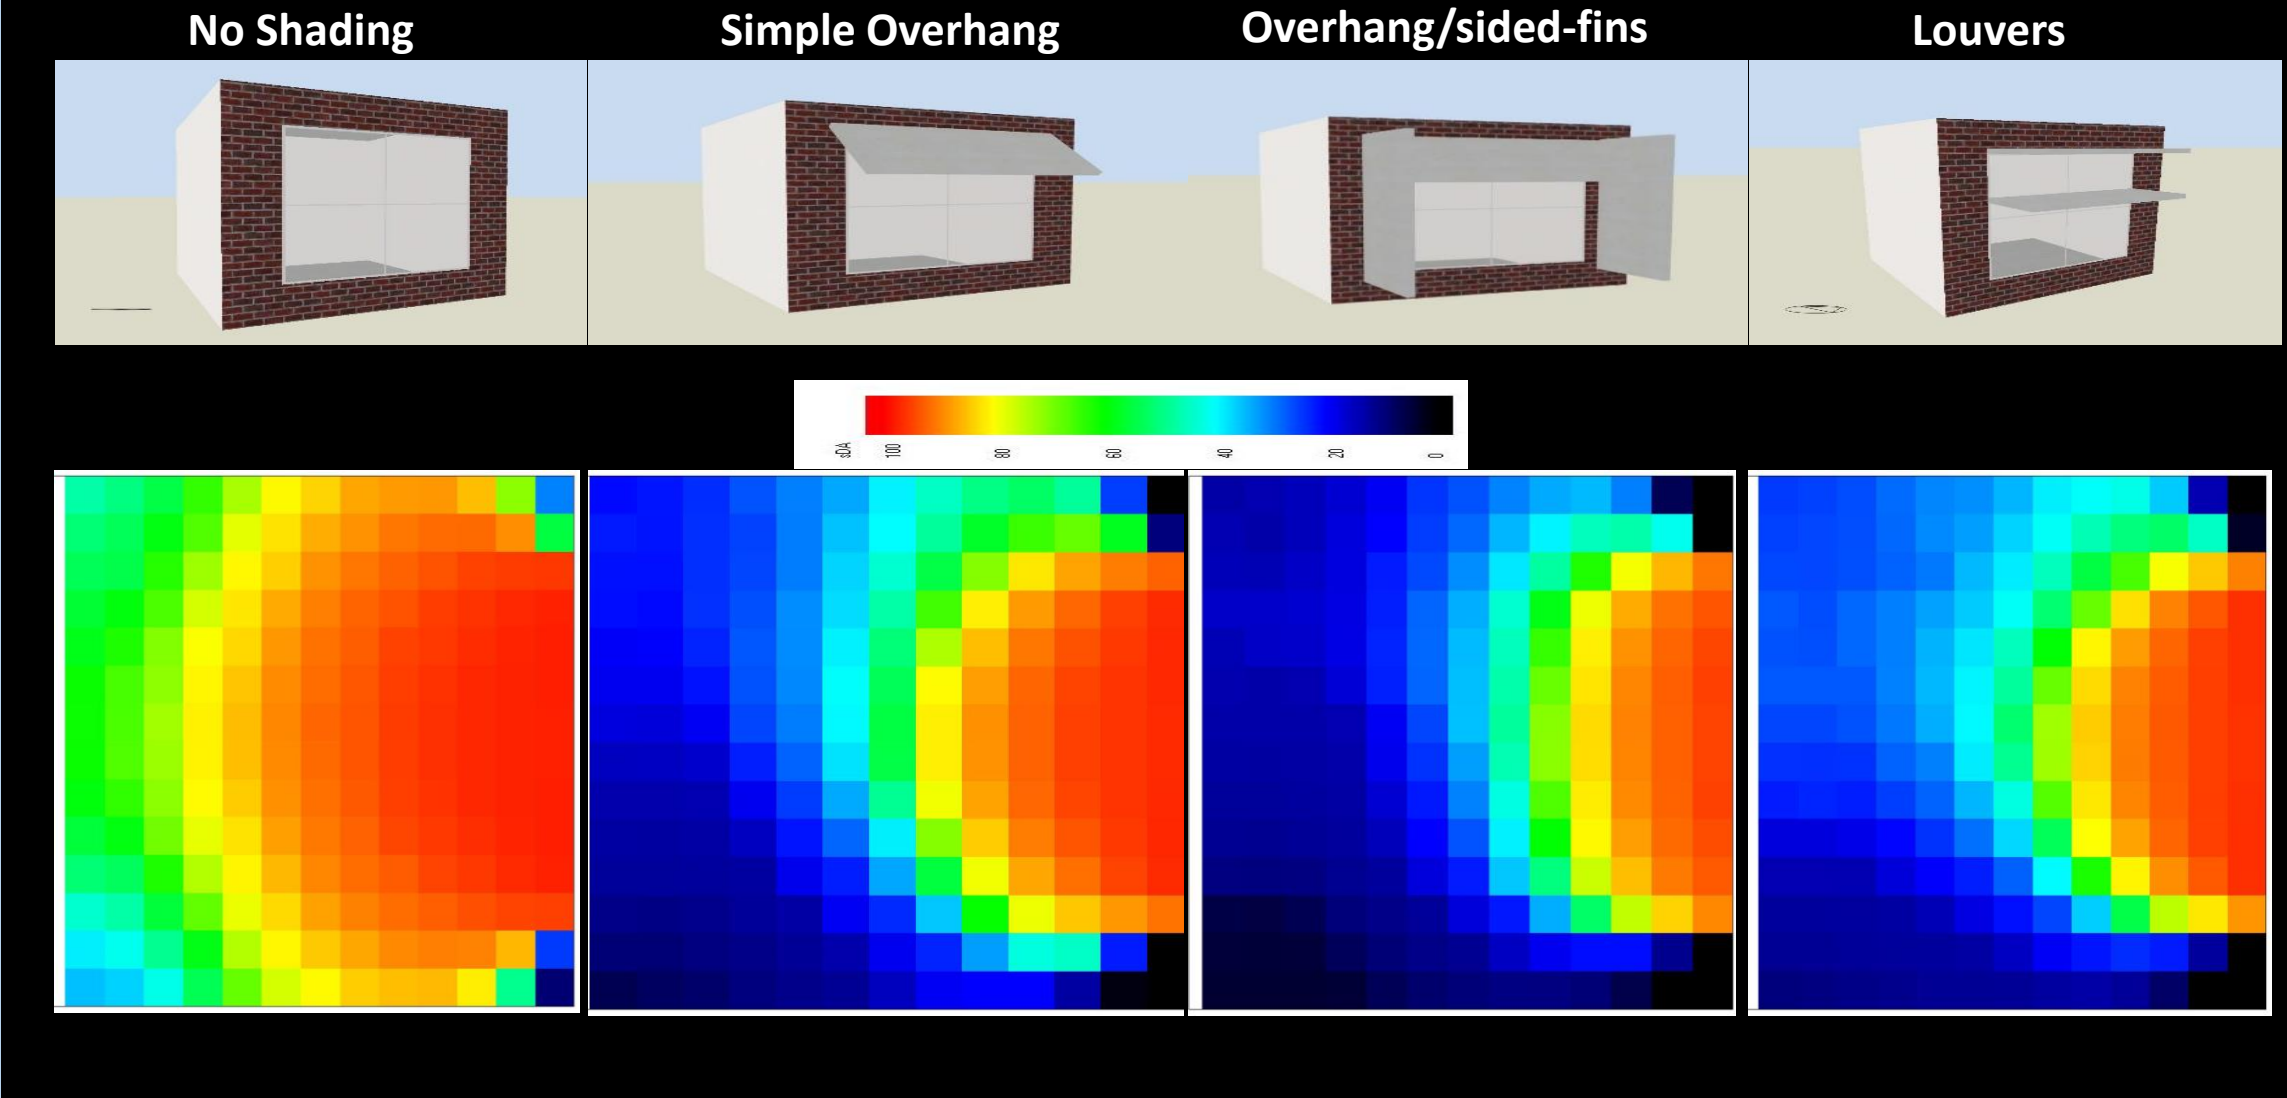 No Shading
Simple Overhang
Overhang/sided-fins
Louvers
sDA
100
80
60
40
20
0